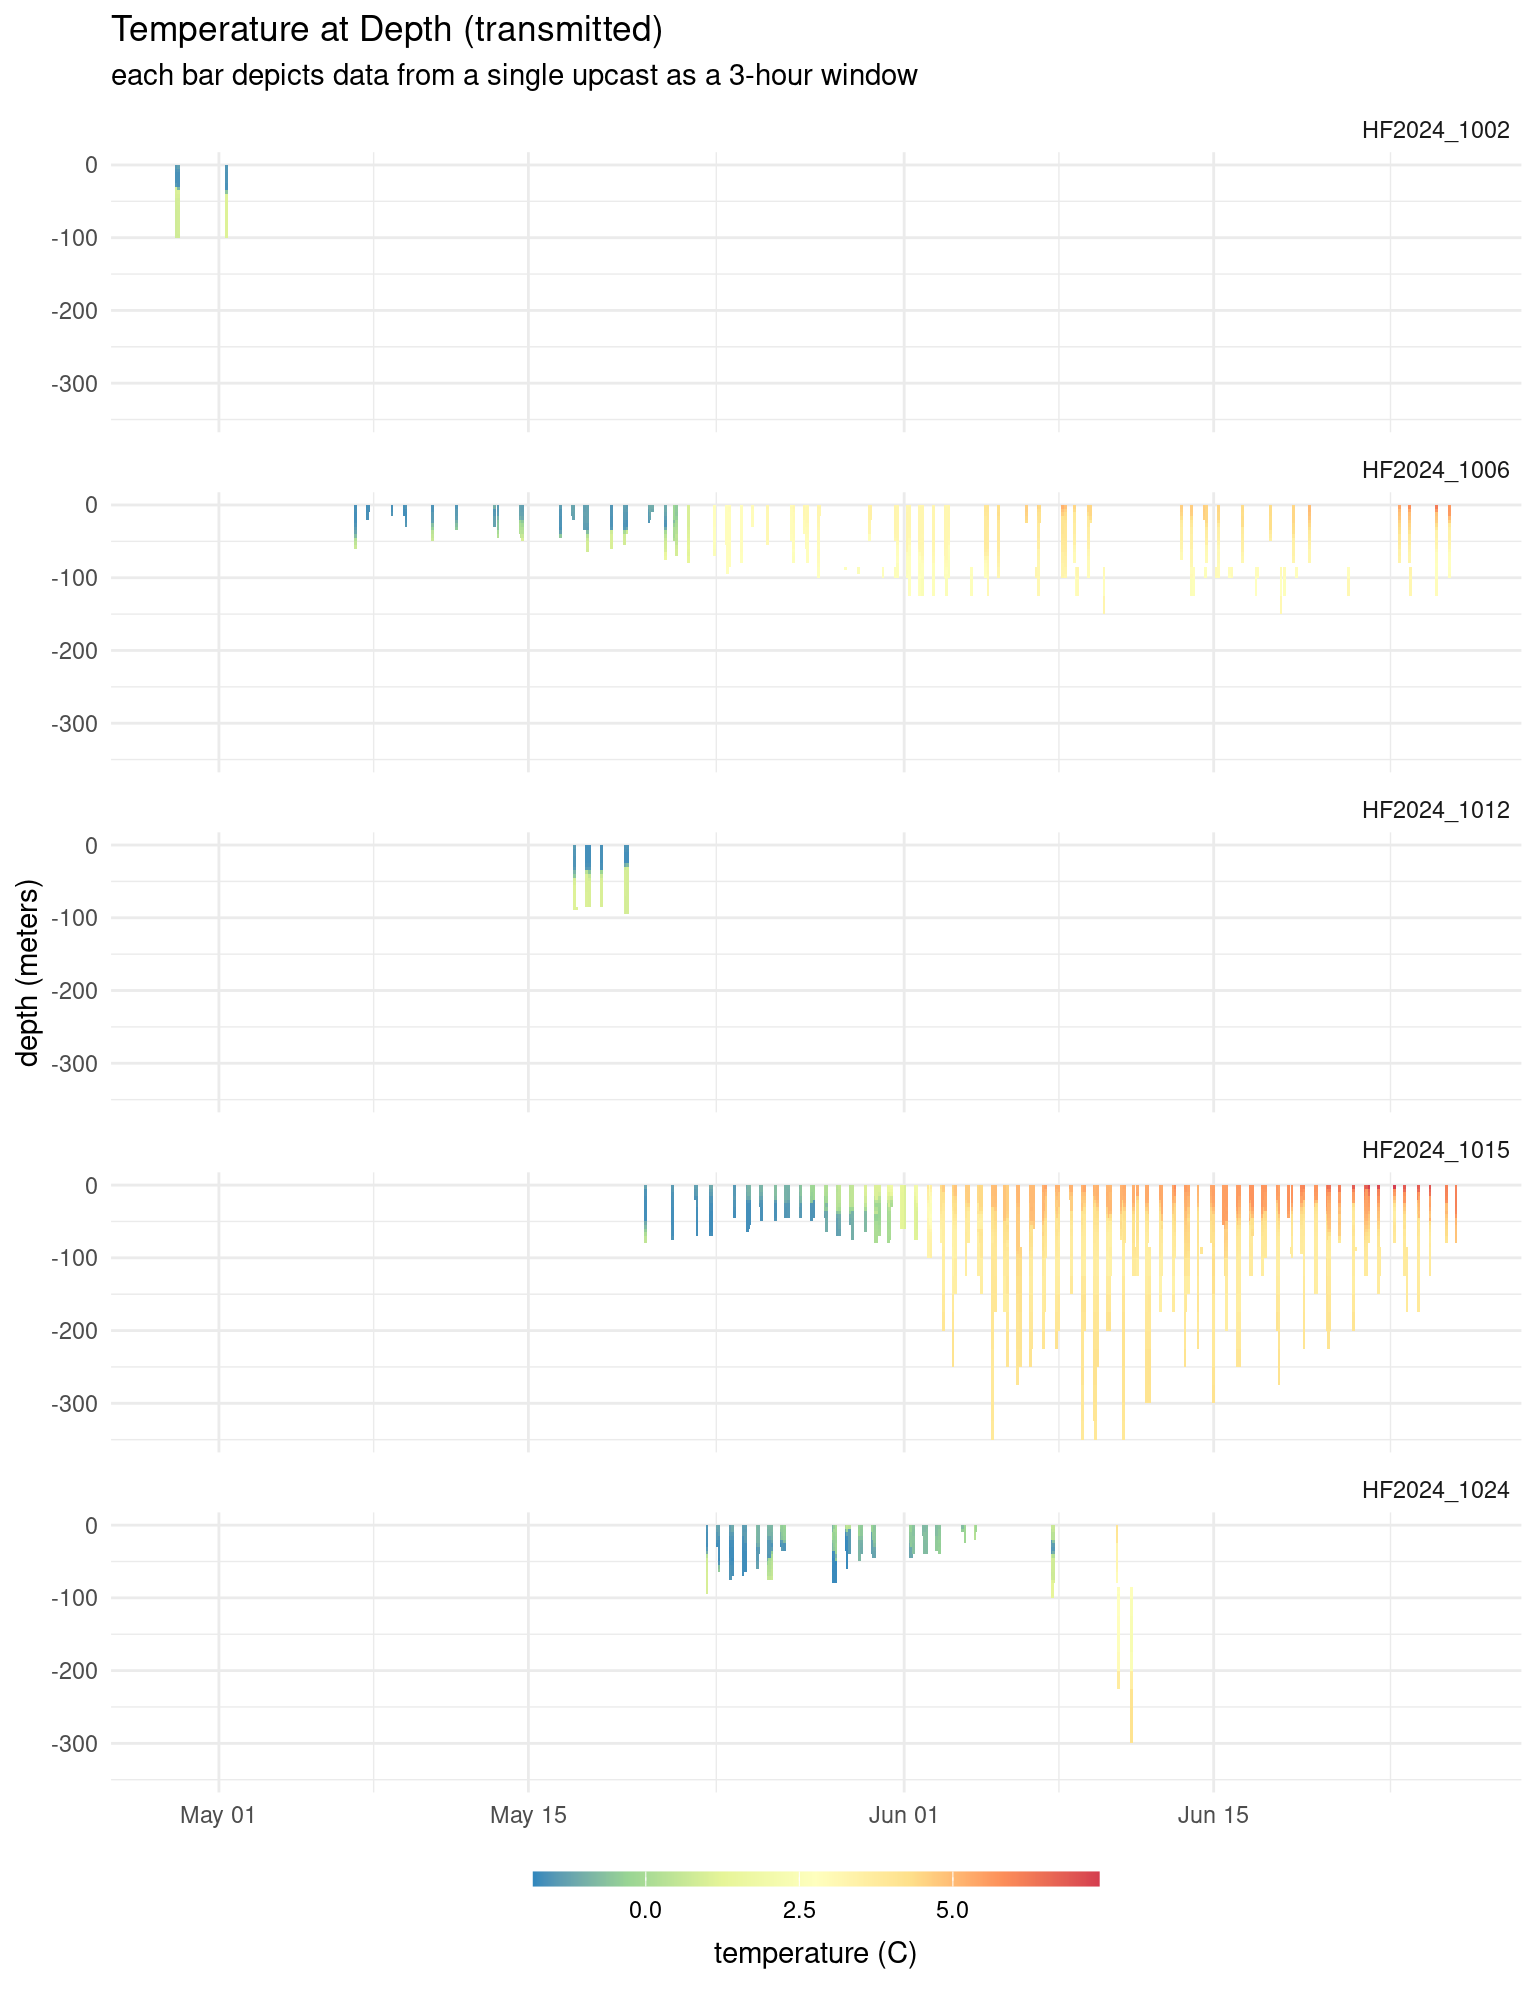 Temperature at Depth (transmitted)
each bar depicts data from a single upcast as a 3-hour window
HF2024_1002
0
-100
-200
-300
HF2024_1006
0
-100
-200
-300
HF2024_1012
0
-100
-200
-300
depth (meters)
HF2024_1015
0
-100
-200
-300
HF2024_1024
0
-100
-200
-300
May 01 May 15 Jun 01 Jun 15
0.0 2.5 5.0
temperature (C)